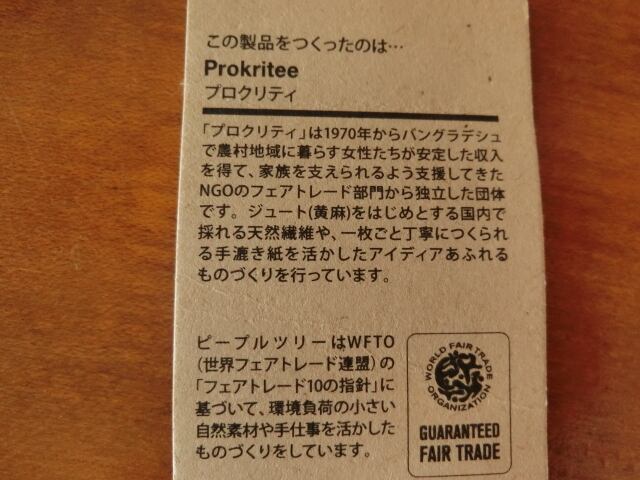 この製品をつくったのは…
Prokritee
プロクリティ
「プロクリティ」は1970年からバングラデシュ
で農村地域に暮らす女性たちが安定した収入
を得て、家族を支えられるよう支援してきた
NGOのフェアトレード部門から独立した団体
です。ジュート(黄麻)をはじめとする国内で
採れる天然繊維や、一枚ごと丁寧につくられ
る手漉き紙を活かしたアイディアあふれる
ものづくりを行っています。
ピープルツリーはWFTO
(世界フェアトレード連盟)の
「フェアトレード10の指針」に
基づいて、環境負荷の小さい
自然素材や手仕事を活かした
ものづくりをしています。
WORLD FAIR TRADE
ORGANIZATION
GUARANTEED
FAIR TRADE